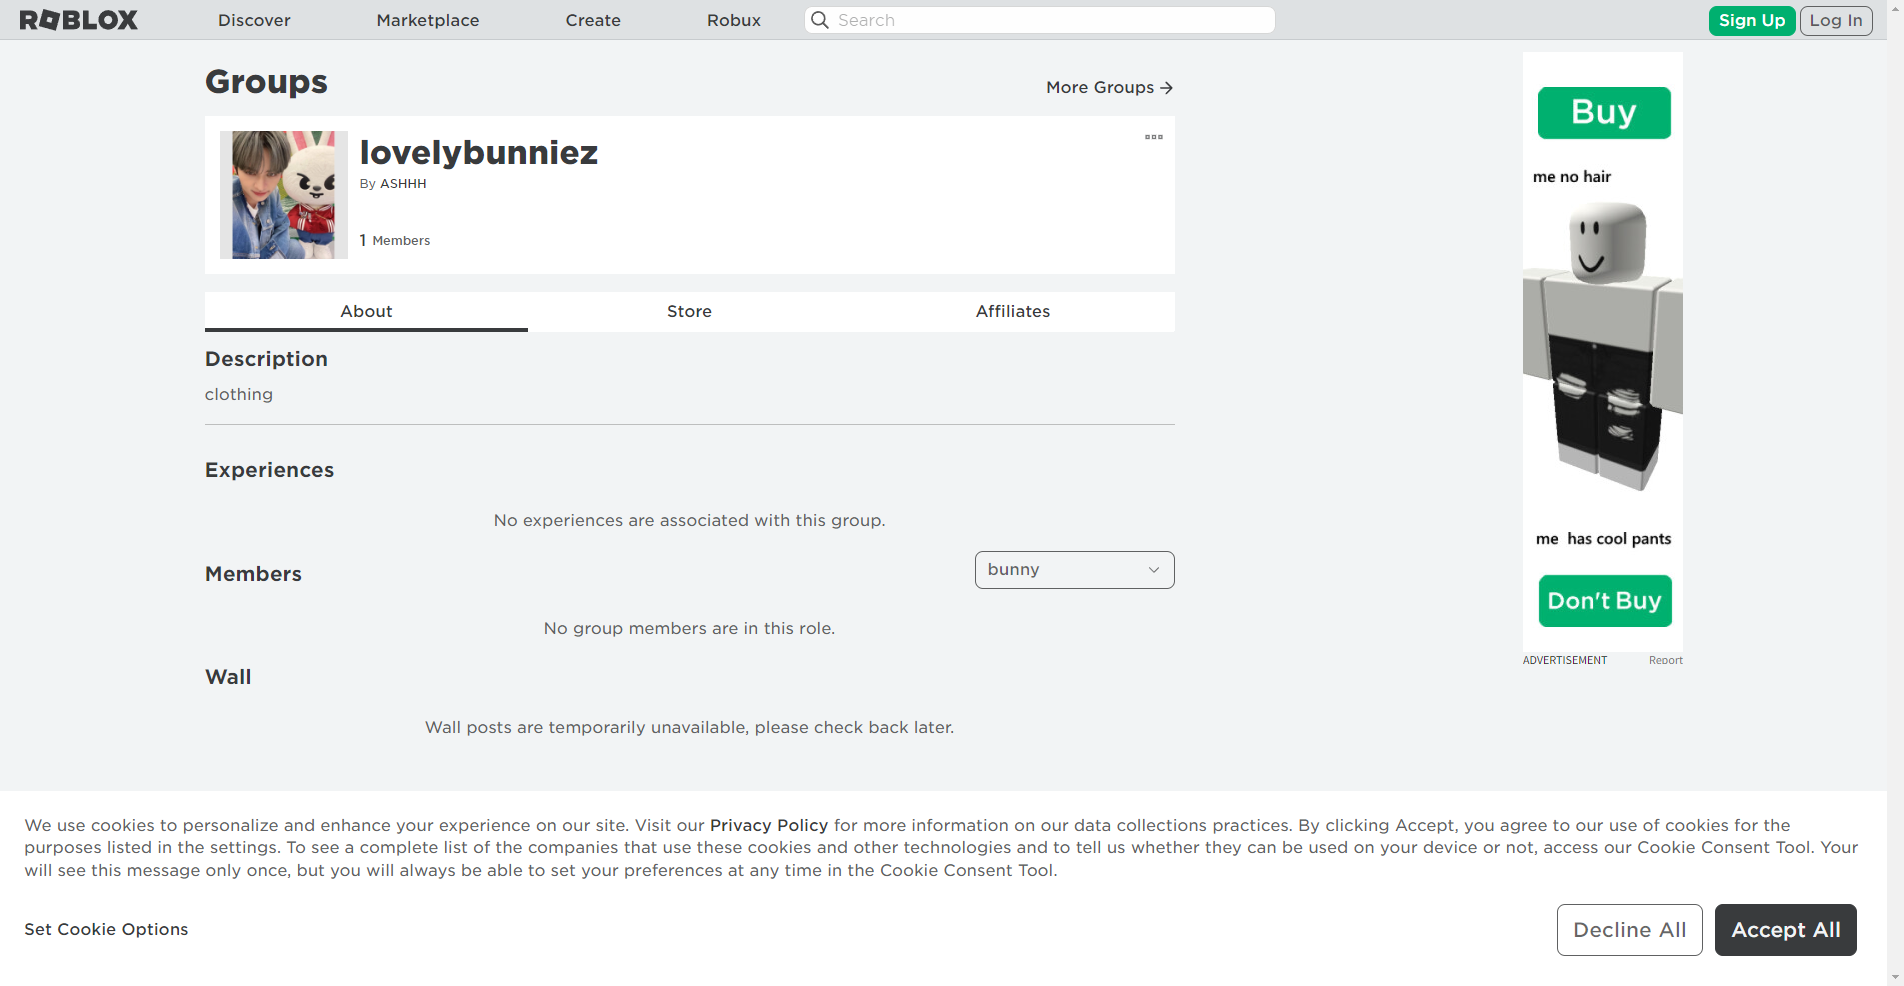 ROBLOX Discover Marketplace Create Robux Search Sign Up Log In
Groups
More Groups →
lovelybunniez
By ASHHH
1 Members
About Store Affiliates
Description
clothing
Experiences
No experiences are associated with this group.
Members
bunny
No group members are in this role.
Wall
Wall posts are temporarily unavailable, please check back later.
Buy
me no hair
me has cool pants
Don't Buy
ADVERTISEMENT Report
We use cookies to personalize and enhance your experience on our site. Visit our Privacy Policy for more information on our data collections practices. By clicking Accept, you agree to our use of cookies for the
purposes listed in the settings. To see a complete list of the companies that use these cookies and other technologies and to tell us whether they can be used on your device or not, access our Cookie Consent Tool. Your
will see this message only once, but you will always be able to set your preferences at any time in the Cookie Consent Tool.
Set Cookie Options
Decline All
Accept All